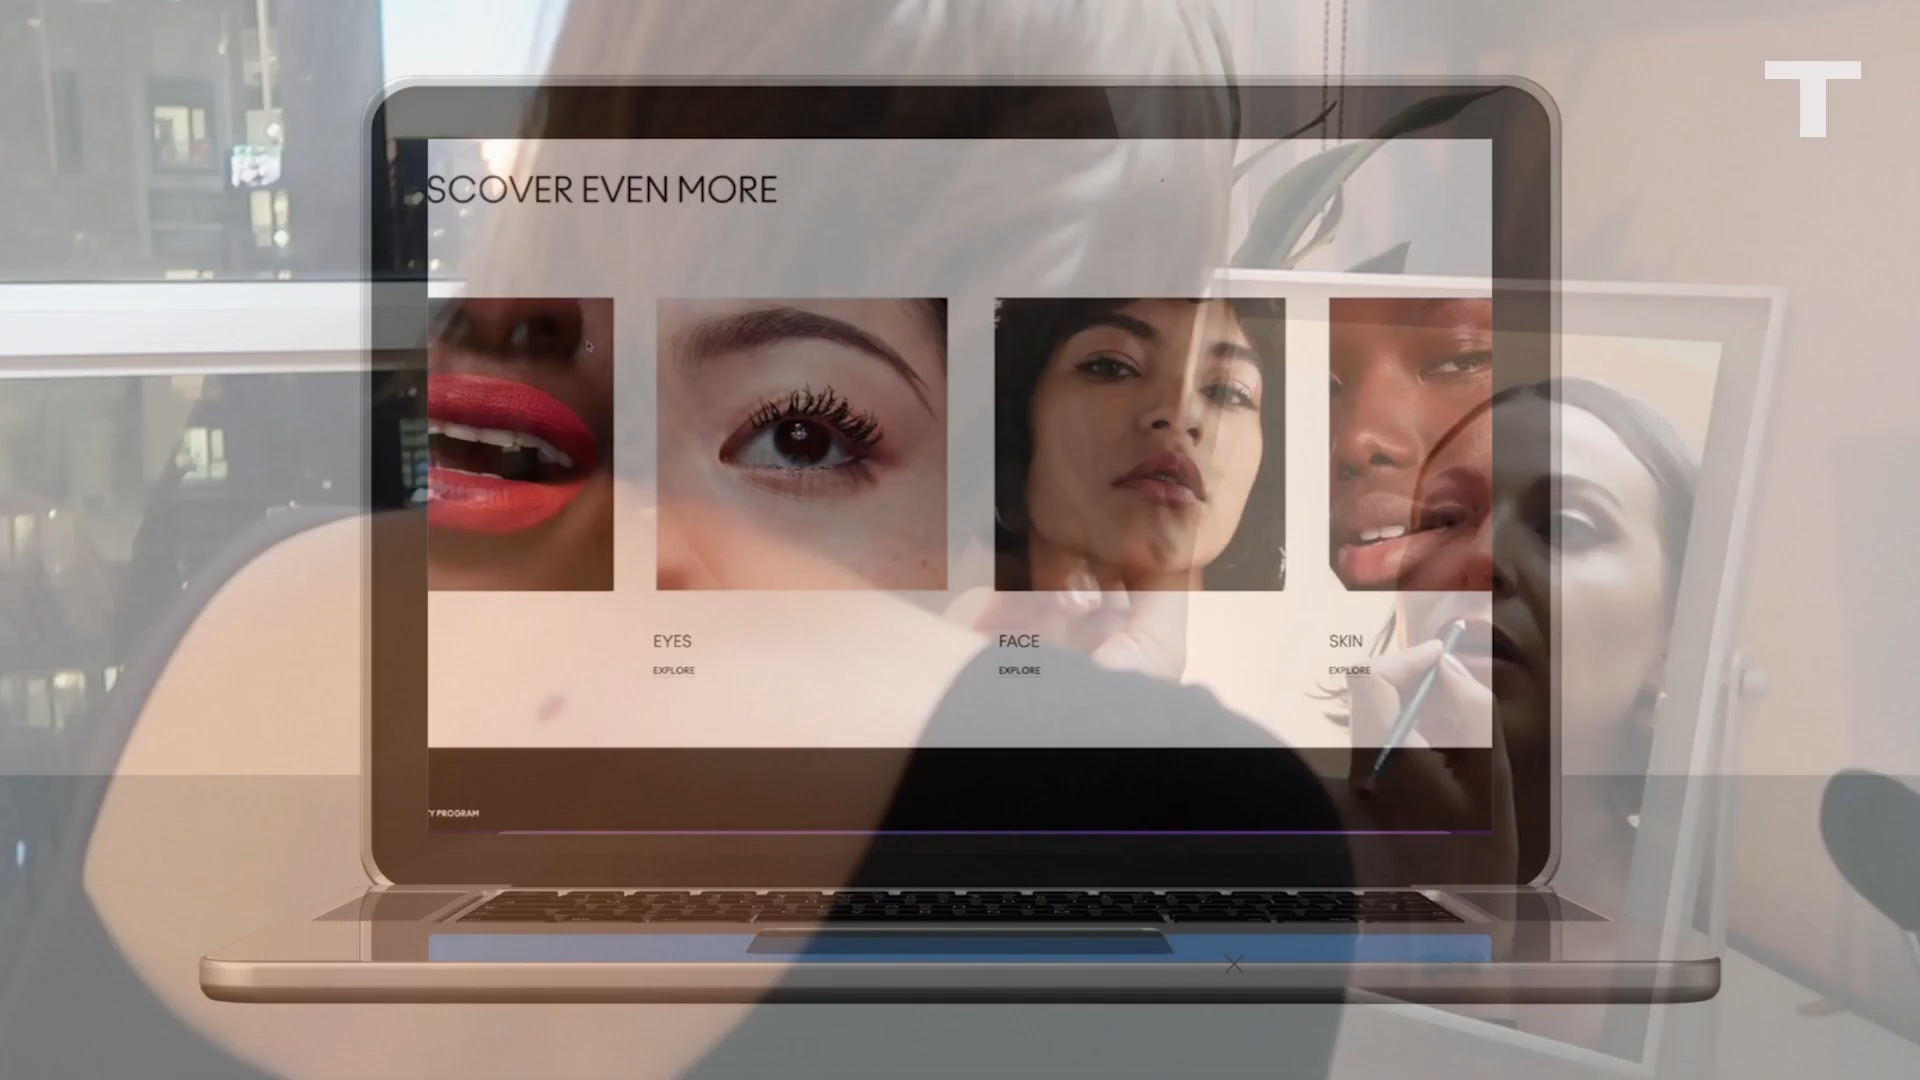 T
SCOVER EVEN MORE
EYES
FACE
SKIN
EXPLORE
EXPLORE
EXPLORE
Y PROGRAM